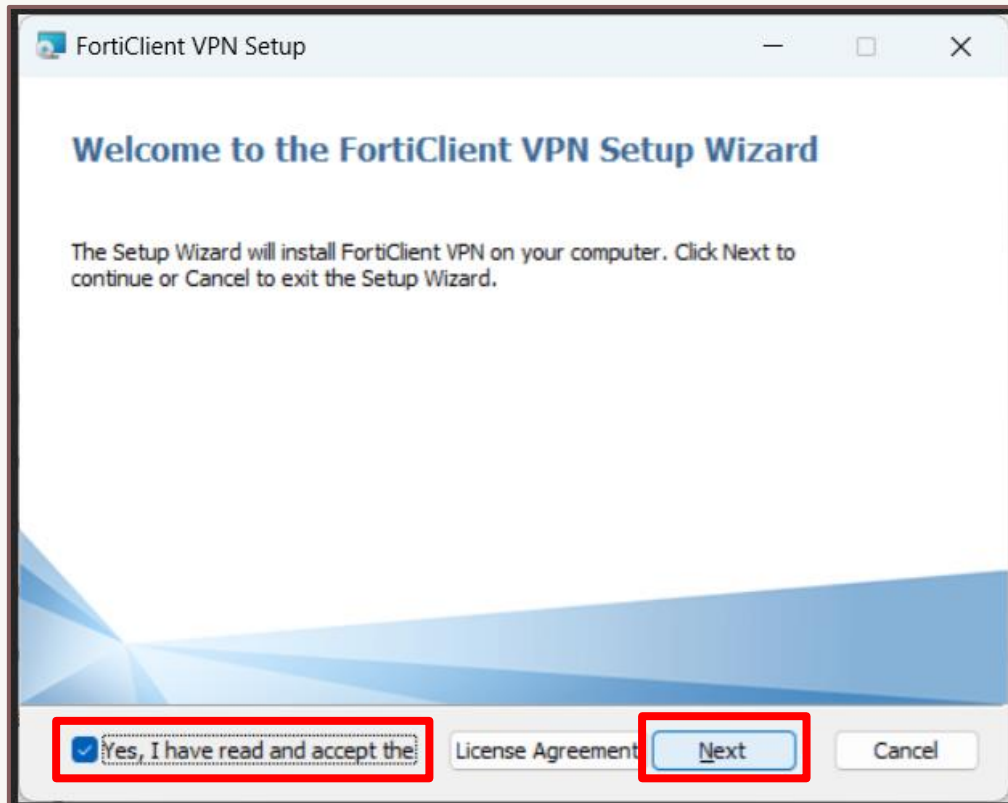 FortiClient VPN Setup
Welcome to the FortiClient VPN Setup Wizard
The Setup Wizard will install FortiClient VPN on your computer. Click Next to
continue or Cancel to exit the Setup Wizard.
Yes, I have read and accept the License Agreement Next Cancel